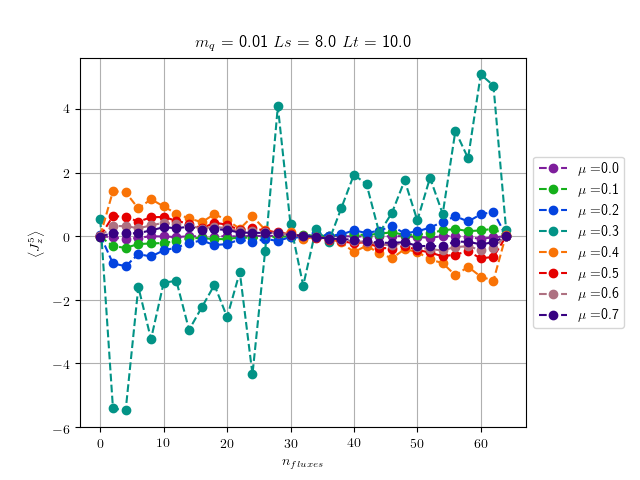 m_q = 0.01 Ls = 8.0 Lt = 10.0
⟨J_z^5⟩
4
2
0
−2
−4
−6
0 10 20 30 40 50 60
n_fluxes
μ =0.0
μ =0.1
μ =0.2
μ =0.3
μ =0.4
μ =0.5
μ =0.6
μ =0.7